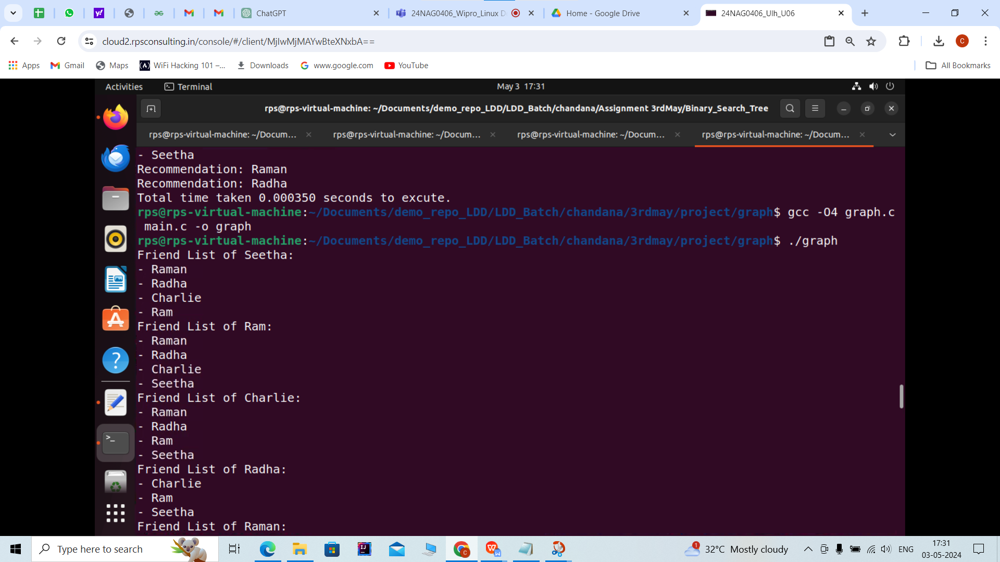 ChatGPT
24NAG0406_Wipro_Linux D
Home - Google Drive
24NAG0406_Ulh_U06
cloud2.rpsconsulting.in/console/#/client/MjIwMjMAYwBteXNxbA==
Apps
Gmail
Maps
WiFi Hacking 101 –...
Downloads
www.google.com
YouTube
All Bookmarks
Activities
Terminal
May 3 17:31
rps@rps-virtual-machine: ~/Documents/demo_repo_LDD/LDD_Batch/chandana/Assignment 3rdMay/Binary_Search_Tree
rps@rps-virtual-machine: ~/Docum...
rps@rps-virtual-machine: ~/Docum...
rps@rps-virtual-machine: ~/Docum...
rps@rps-virtual-machine: ~/Docum...
- Seetha
Recommendation: Raman
Recommendation: Radha
Total time taken 0.000350 seconds to excute.
rps@rps-virtual-machine:~/Documents/demo_repo_LDD/LDD_Batch/chandana/3rdmay/project/graph$ gcc -O4 graph.c
main.c -o graph
rps@rps-virtual-machine:~/Documents/demo_repo_LDD/LDD_Batch/chandana/3rdmay/project/graph$ ./graph
Friend List of Seetha:
- Raman
- Radha
- Charlie
- Ram
Friend List of Ram:
- Raman
- Radha
- Charlie
- Seetha
Friend List of Charlie:
- Raman
- Radha
- Ram
- Seetha
Friend List of Radha:
- Charlie
- Ram
- Seetha
Friend List of Raman:
Type here to search
1
32°C Mostly cloudy
ENG
17:31
03-05-2024